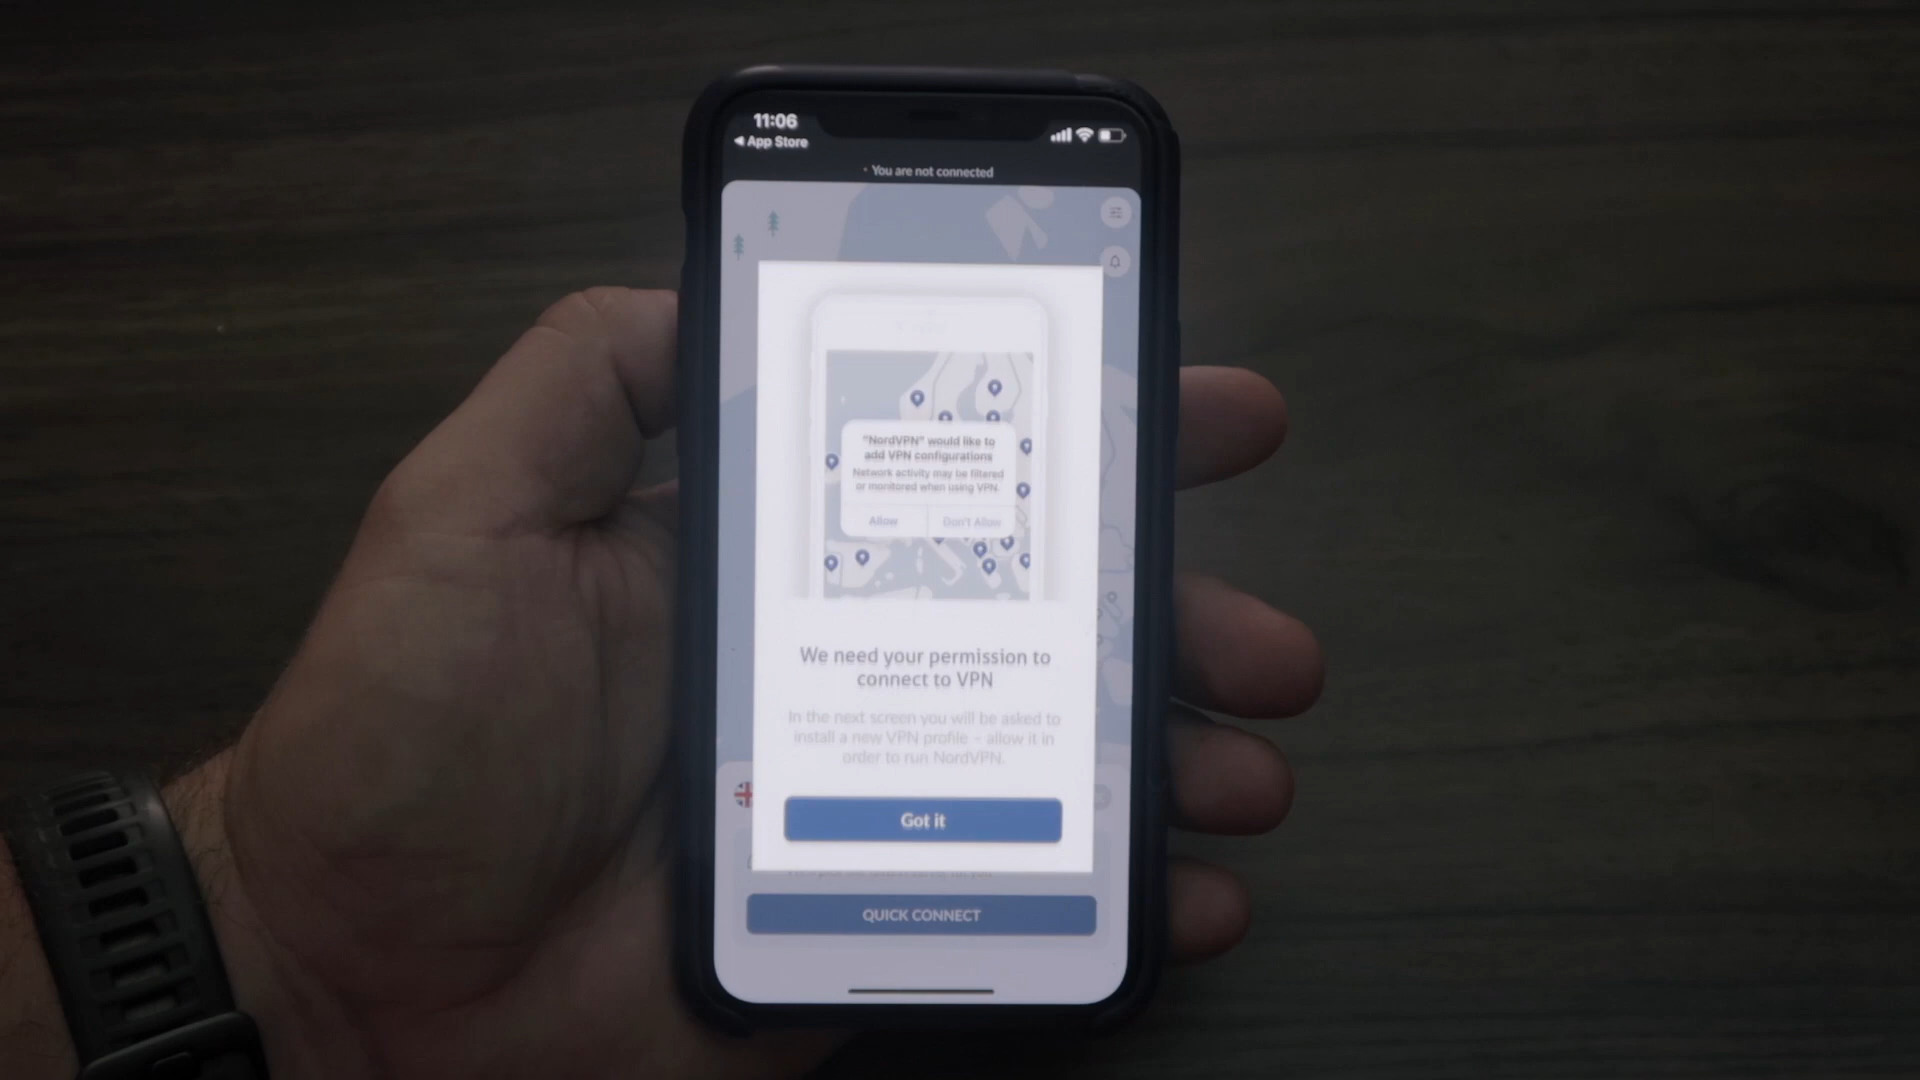 11:06
◀ App Store
You are not connected
"NordVPN" would like to
add VPN configurations
Network activity may be filtered
or monitored when using VPN.
Allow
Don't Allow
We need your permission to
connect to VPN
In the next screen you will be asked to
install a new VPN profile – allow it in
order to run NordVPN.
Got it
QUICK CONNECT